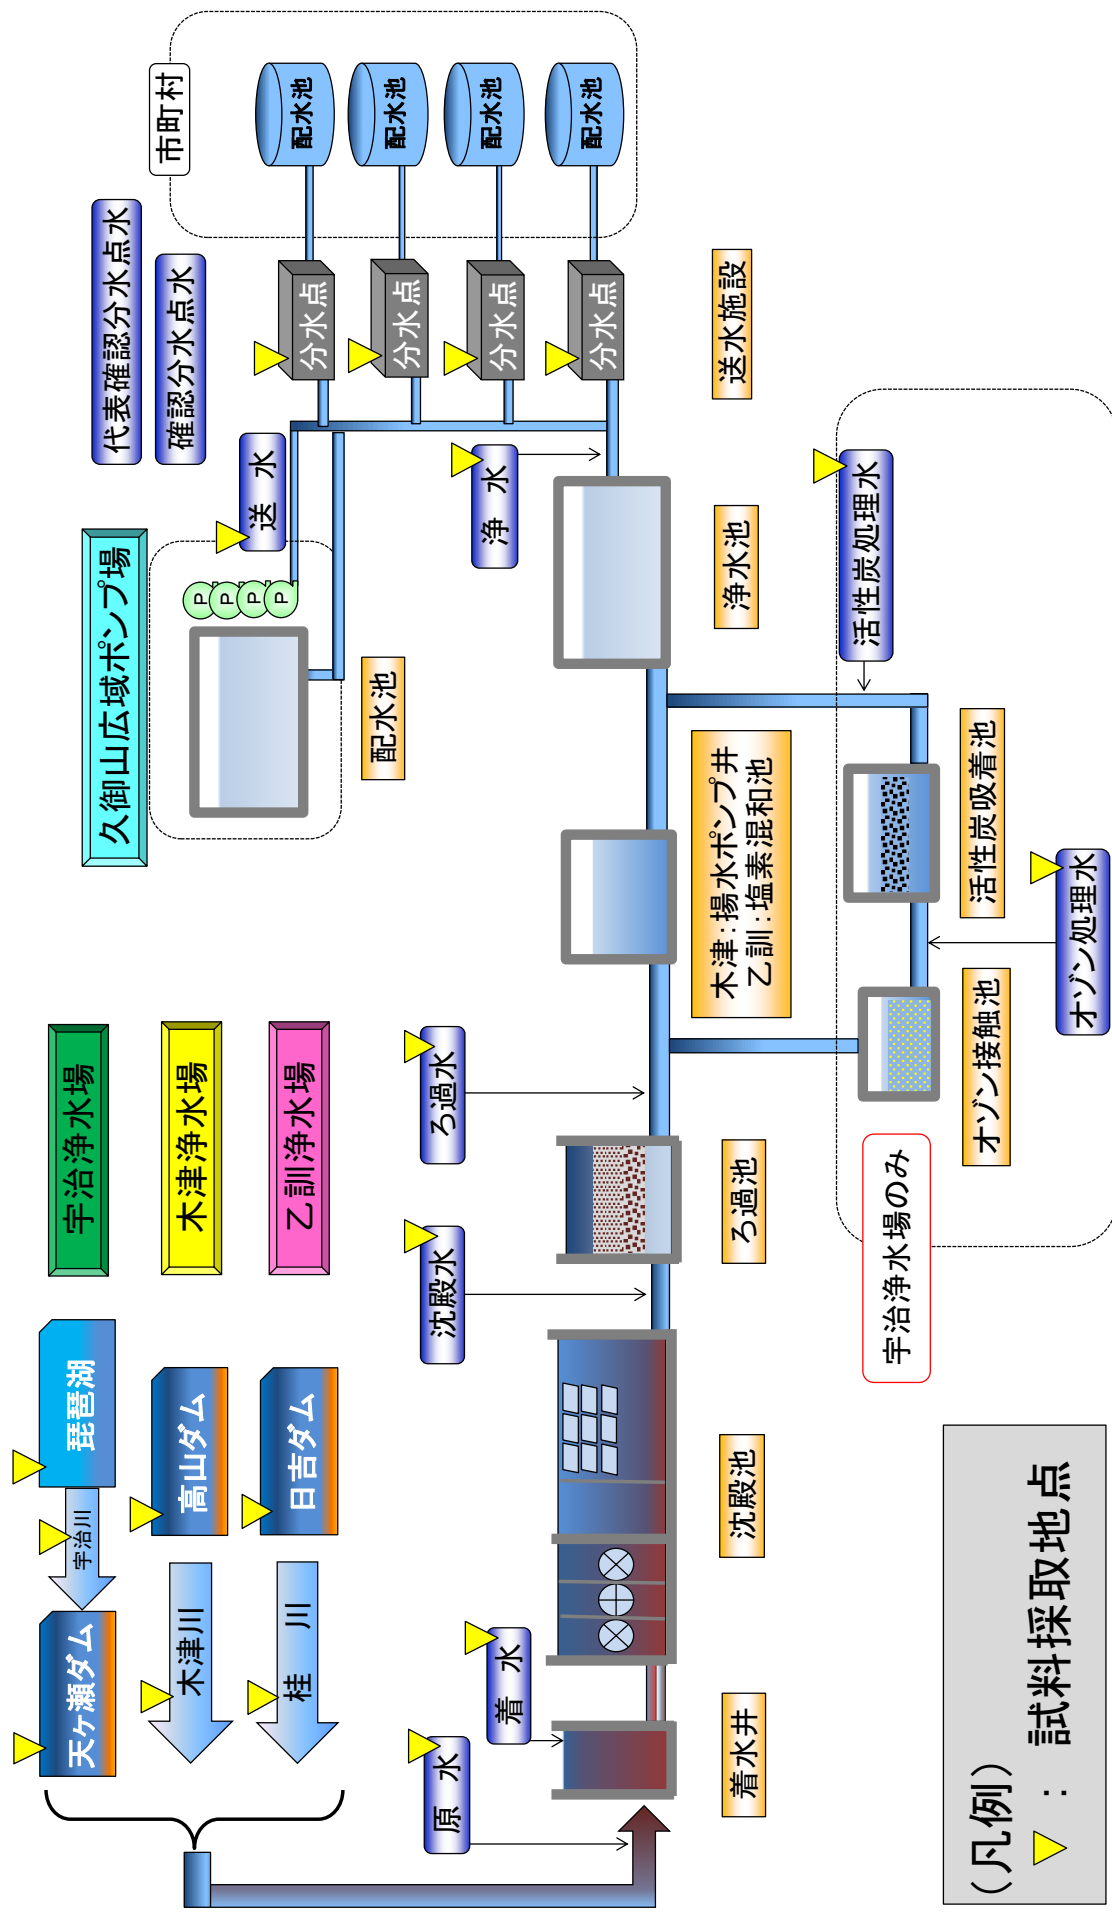 宇治浄水場
木津浄水場
乙訓浄水場
久御山広域ポンプ場
代表確認分水点水
確認分水点水
市町村
天ヶ瀬ダム
宇治川
琵琶湖
木津川
高山ダム
桂 川
日吉ダム
P
P
P
P
送 水
配水池
分水点
分水点
分水点
分水点
配水池
配水池
配水池
配水池
原 水
着 水
沈殿水
ろ過水
浄 水
着水井
沈殿池
ろ過池
木津：揚水ポンプ井
乙訓：塩素混和池
浄水池
送水施設
宇治浄水場のみ
オゾン接触池
オゾン処理水
活性炭吸着池
活性炭処理水
（凡例）
： 試料採取地点